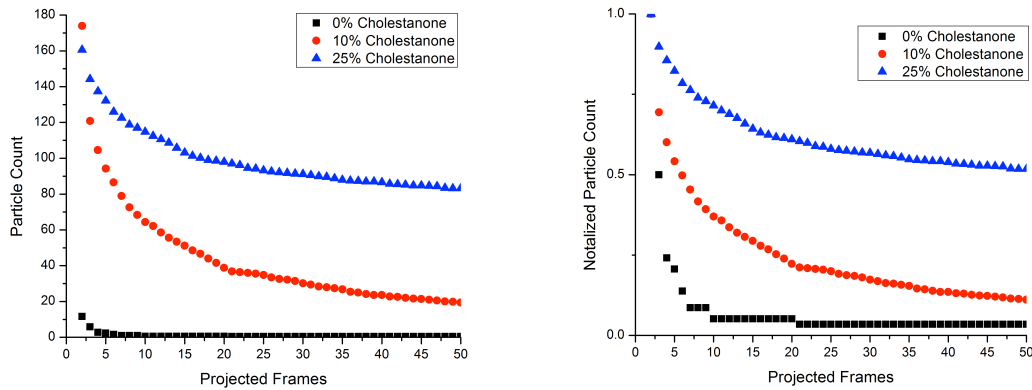 180
160
140
120
100
80
60
40
20
0
Particle Count
0% Cholestanone
10% Cholestanone
25% Cholestanone
0 5 10 15 20 25 30 35 40 45 50
Projected Frames
1.0
0.5
0.0
Notalized Particle Count
0% Cholestanone
10% Cholestanone
25% Cholestanone
0 5 10 15 20 25 30 35 40 45 50
Projected Frames